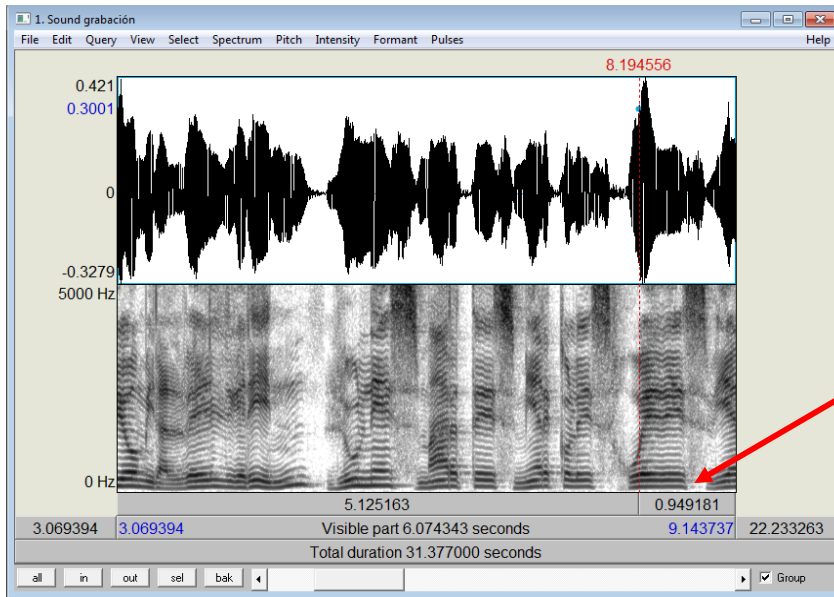 1. Sound grabación
File Edit Query View Select Spectrum Pitch Intensity Formant Pulses Help
8.194556
0.421
0.3001
0
-0.3279
5000 Hz
0 Hz
5.125163 0.949181
3.069394 3.069394 Visible part 6.074343 seconds 9.143737 22.233263
Total duration 31.377000 seconds
all in out sel bak Group